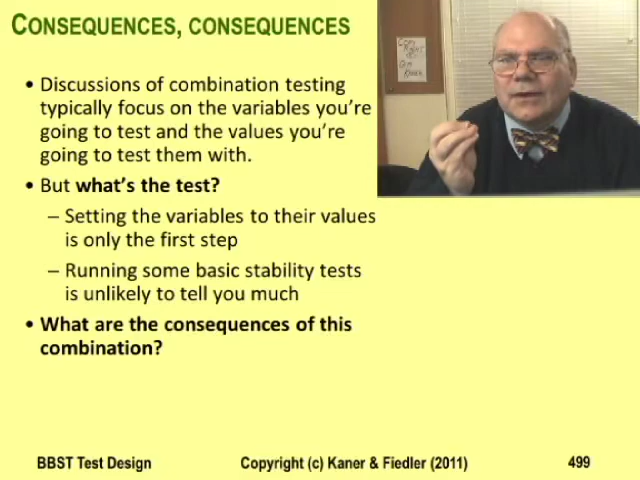 CONSEQUENCES, CONSEQUENCES
• Discussions of combination testing
typically focus on the variables you're
going to test and the values you're
going to test them with.
• But what's the test?
– Setting the variables to their values
is only the first step
– Running some basic stability tests
is unlikely to tell you much
• What are the consequences of this
combination?
BBST Test Design
Copyright (c) Kaner & Fiedler (2011)
499